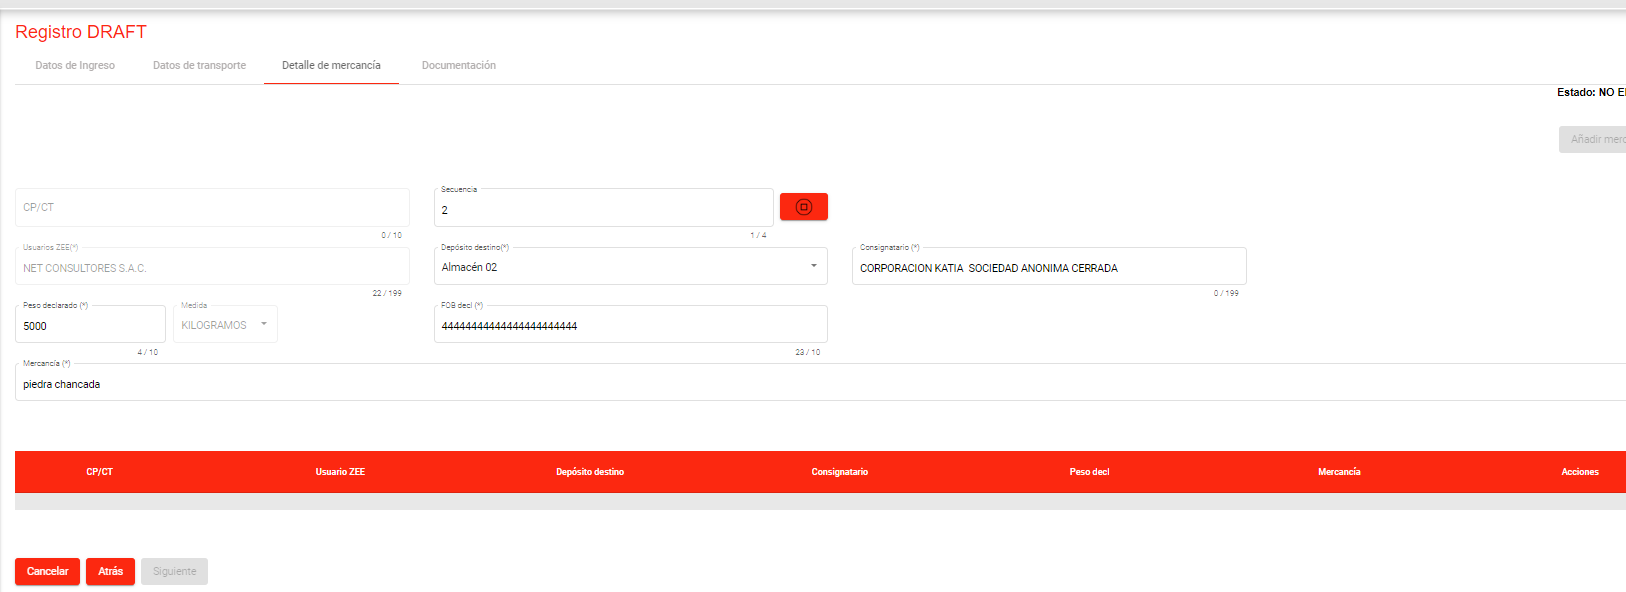 Registro DRAFT
Datos de Ingreso Datos de transporte Detalle de mercancía Documentación
Estado: NO
Añadir
CP/CT
0 / 10
Secuencia
2
1 / 4
Usuarios ZEE(*)
NET CONSULTORES S.A.C.
22 / 199
Depósito destino(*)
Almacén 02
Consignatario (*)
CORPORACION KATIA SOCIEDAD ANONIMA CERRADA
0 / 199
Peso declarado (*)
5000
4 / 10
Medida
KILOGRAMOS
FOB decl (*)
44444444444444444444444
23 / 10
Mercancía (*)
piedra chancada
CP/CT Usuario ZEE Depósito destino Consignatario Peso decl Mercancía Acciones
Cancelar Atrás Siguiente